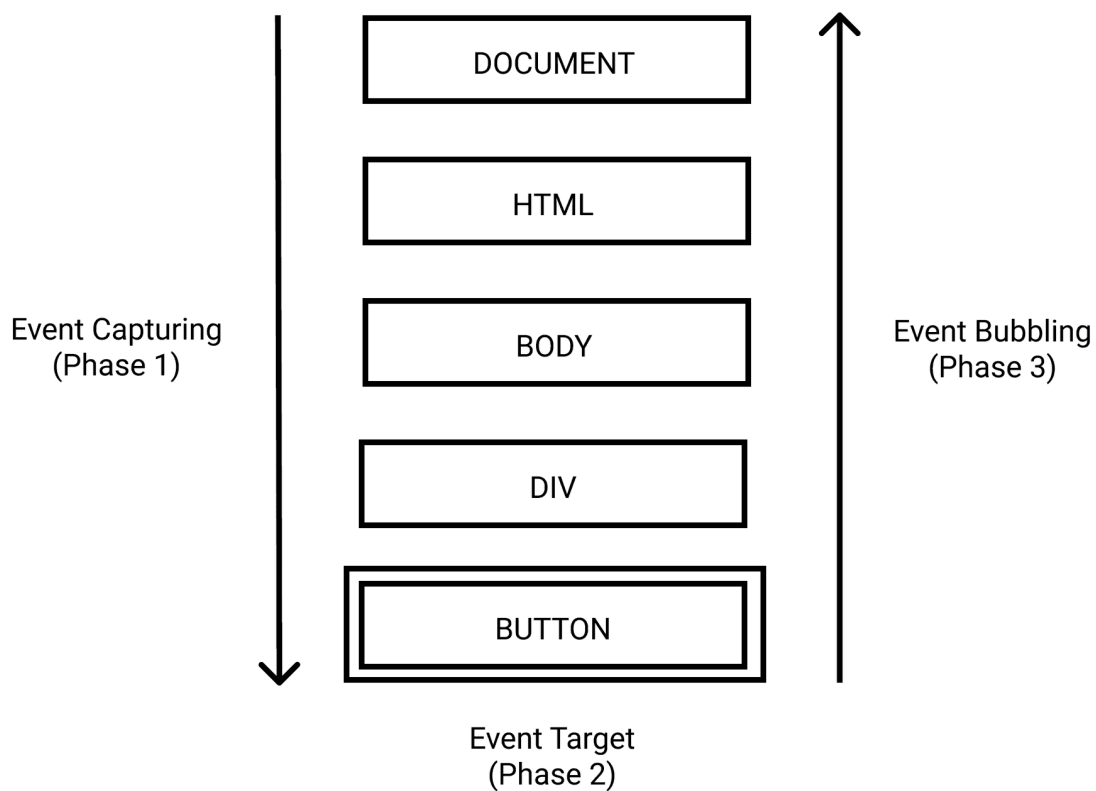 DOCUMENT
HTML
Event Capturing
(Phase 1)
BODY
Event Bubbling
(Phase 3)
DIV
BUTTON
Event Target
(Phase 2)